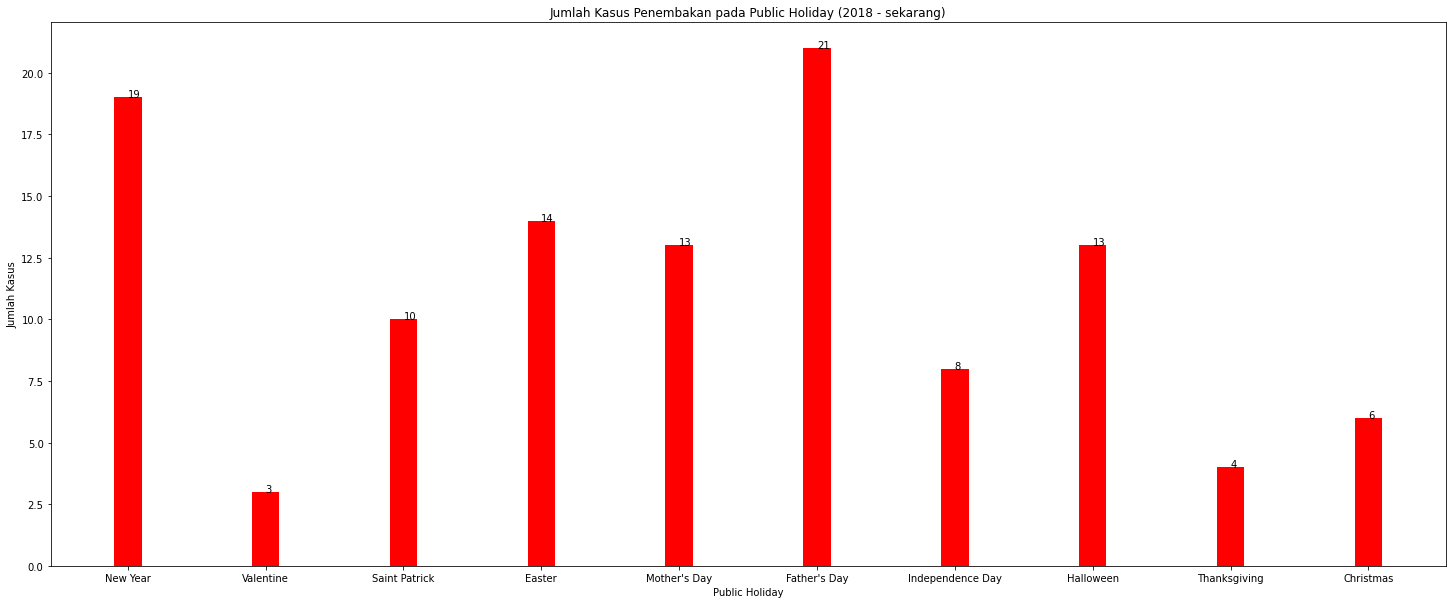 Jumlah Kasus Penembakan pada Public Holiday (2018 - sekarang)
Jumlah Kasus
20.0
17.5
15.0
12.5
10.0
7.5
5.0
2.5
0.0
19
3
10
14
13
21
8
13
4
6
New Year
Valentine
Saint Patrick
Easter
Mother's Day
Father's Day
Independence Day
Halloween
Thanksgiving
Christmas
Public Holiday